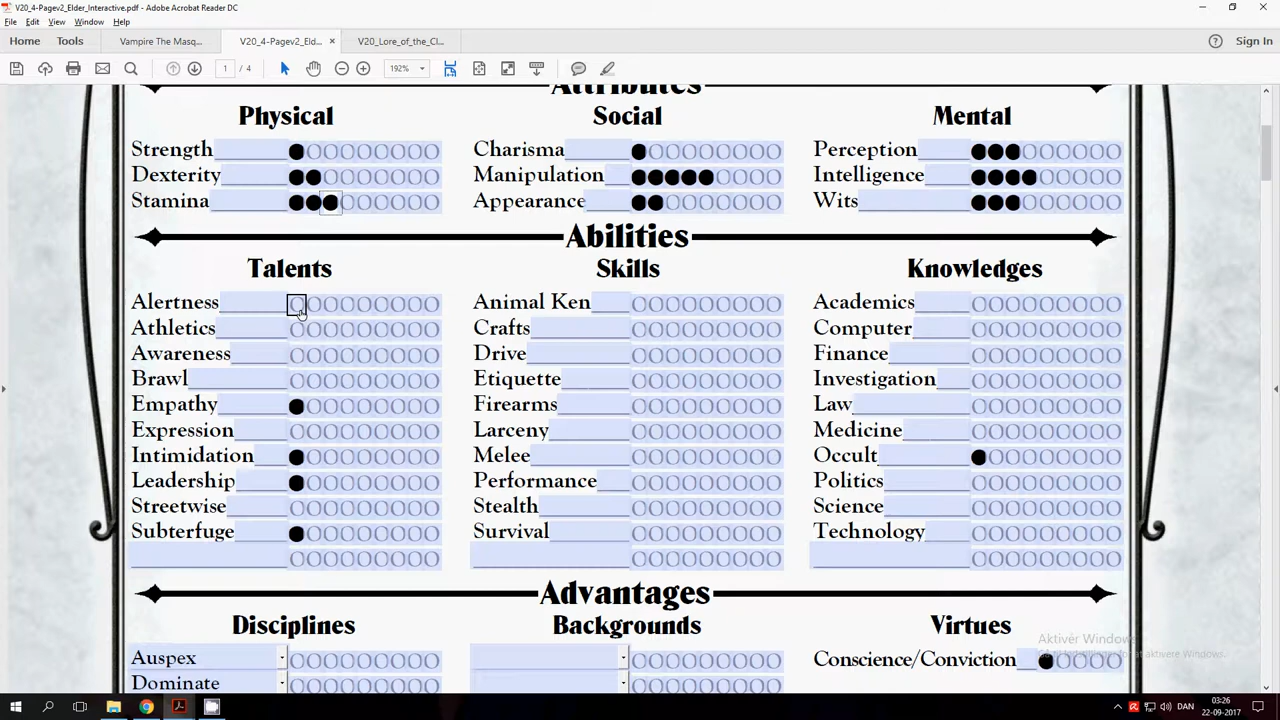 V20_4-Pagev2_Elder_Interactive.pdf - Adobe Acrobat Reader DC
File Edit View Window Help
Home Tools Vampire The Masq... V20_4-Pagev2_Eld... × V20_Lore_of_the_Cl... Sign In
1 / 4 192%
Attributes
Physical Social Mental
Strength Charisma Perception
Dexterity Manipulation Intelligence
Stamina Appearance Wits
Abilities
Talents Skills Knowledges
Alertness Animal Ken Academics
Athletics Crafts Computer
Awareness Drive Finance
Brawl Etiquette Investigation
Empathy Firearms Law
Expression Larceny Medicine
Intimidation Melee Occult
Leadership Performance Politics
Streetwise Stealth Science
Subterfuge Survival Technology
Advantages
Disciplines Backgrounds Virtues
Aktivér Windows
Auspex Conscience/Conviction
Dominate
DAN 03:26
22-09-2017